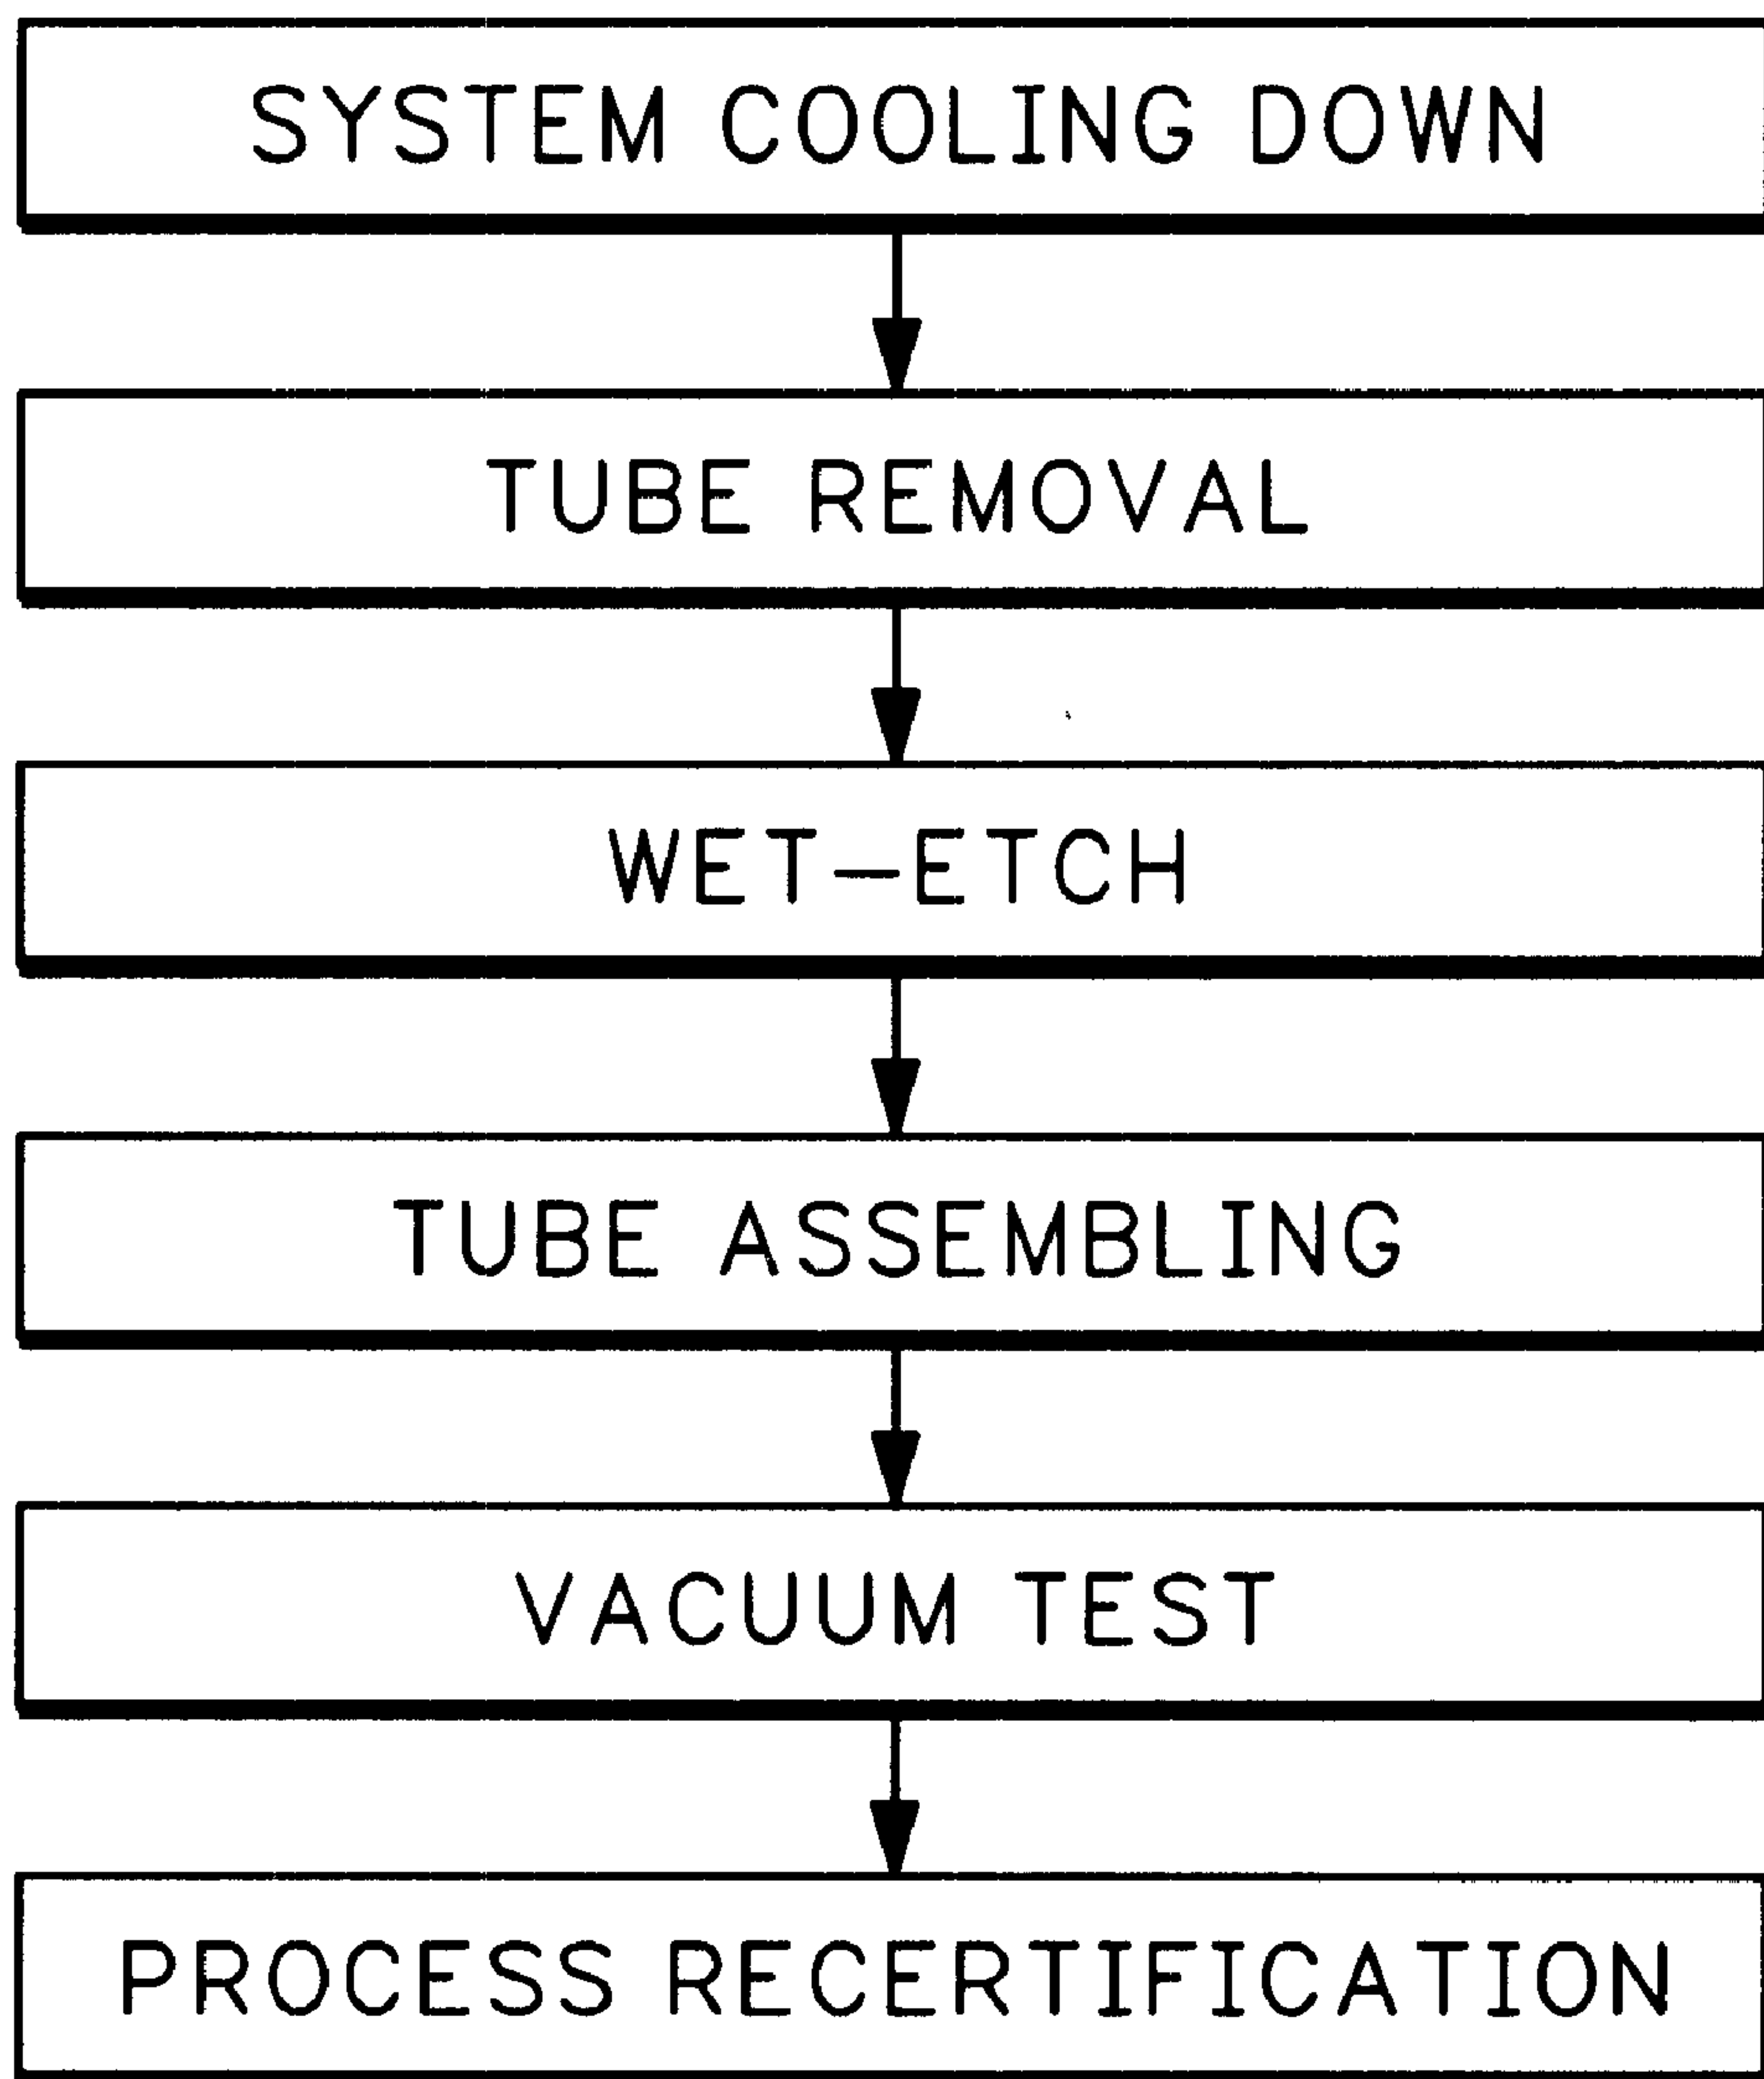 SYSTEM COOLING DOWN
TUBE REMOVAL
WET-ETCH
TUBE ASSEMBLING
VACUUM TEST
PROCESS RECERTIFICATION